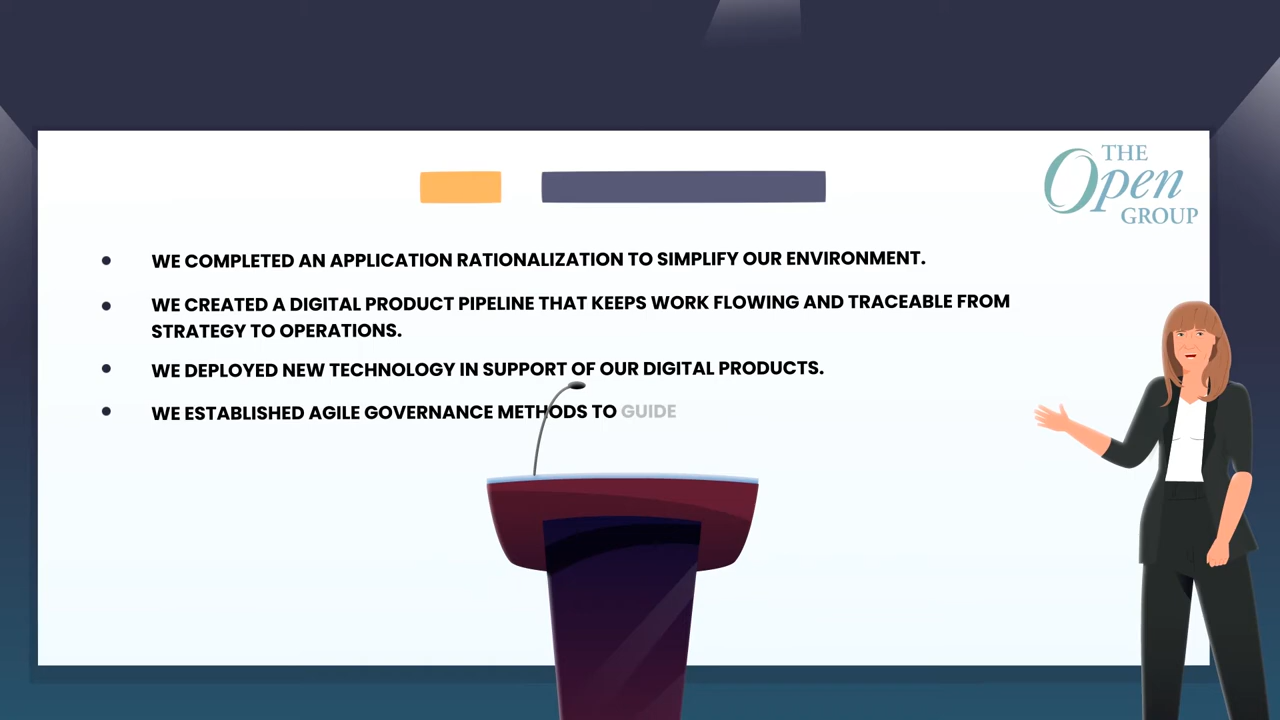 THE
Open
GROUP
WE COMPLETED AN APPLICATION RATIONALIZATION TO SIMPLIFY OUR ENVIRONMENT.
WE CREATED A DIGITAL PRODUCT PIPELINE THAT KEEPS WORK FLOWING AND TRACEABLE FROM
STRATEGY TO OPERATIONS.
WE DEPLOYED NEW TECHNOLOGY IN SUPPORT OF OUR DIGITAL PRODUCTS.
WE ESTABLISHED AGILE GOVERNANCE METHODS TO GUIDE